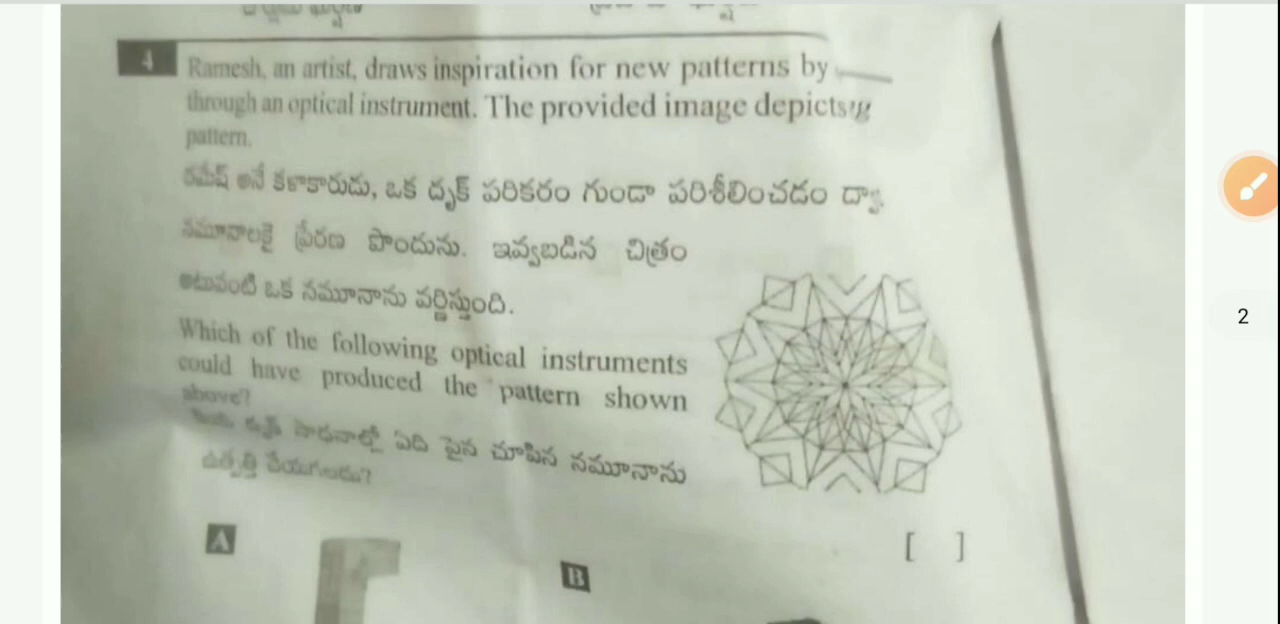 4 Ramesh, an artist, draws inspiration for new patterns by
through an optical instrument. The provided image depicts
pattern.
రమేష్ అనే కళాకారుడు, ఒక దృక్ పరికరం గుండా పరిశీలించడం
నమూనాలకై ప్రేరణ పొందును. ఇవ్వబడిన చిత్రం
అటువంటి ఒక నమూనాను వర్ణిస్తుంది.
Which of the following optical instruments
could have produced the pattern shown
above?
దృక్ సాధనాల్లో ఏది పైన చూపిన నమూనాను
ఉత్పత్తి చేయగలదు?
[ ]
A
B
2